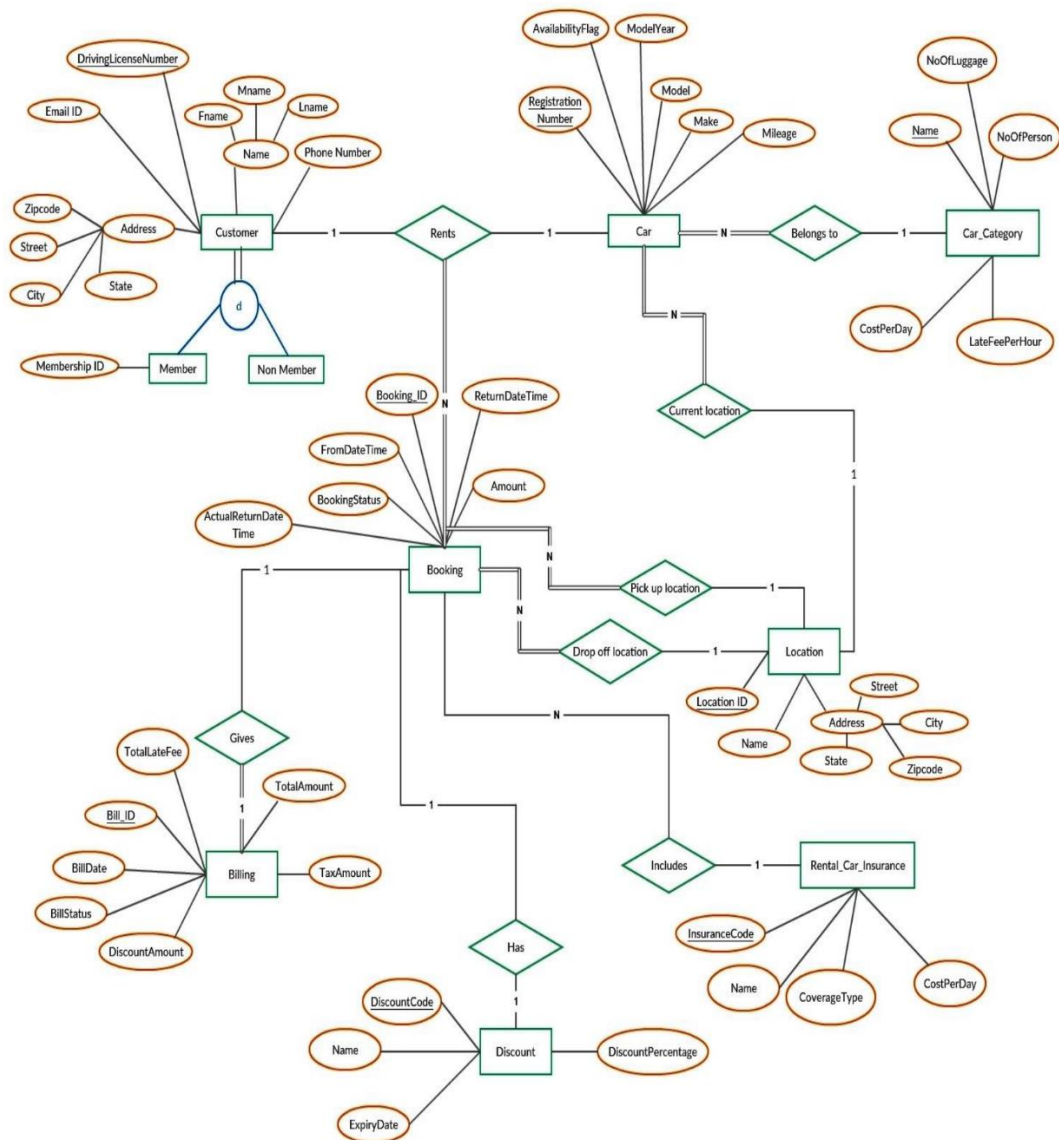 AvailabilityFlag
ModelYear
NoOfLuggage
DrivingLicenseNumber
Mname
Email ID
Fname
Lname
Name
Phone Number
Registration
Number
Model
Make
Mileage
Name
NoOfPerson
Zipcode
Address
Street
City
State
Customer
1
Rents
1
Car
N
Belongs to
1
Car_Category
d
Membership ID
Member
Non Member
N
CostPerDay
LateFeePerHour
Current location
1
N
Booking_ID
ReturnDateTime
FromDateTime
BookingStatus
Amount
ActualReturnDate
Time
Booking
1
N
Pick up location
1
N
Drop off location
1
Location
Location ID
Name
Street
Address
City
State
Zipcode
N
Gives
1
TotalLateFee
TotalAmount
Bill_ID
BillDate
Billing
TaxAmount
BillStatus
DiscountAmount
1
Includes
1
Rental_Car_Insurance
InsuranceCode
Name
CoverageType
CostPerDay
Has
1
DiscountCode
Name
Discount
DiscountPercentage
ExpiryDate